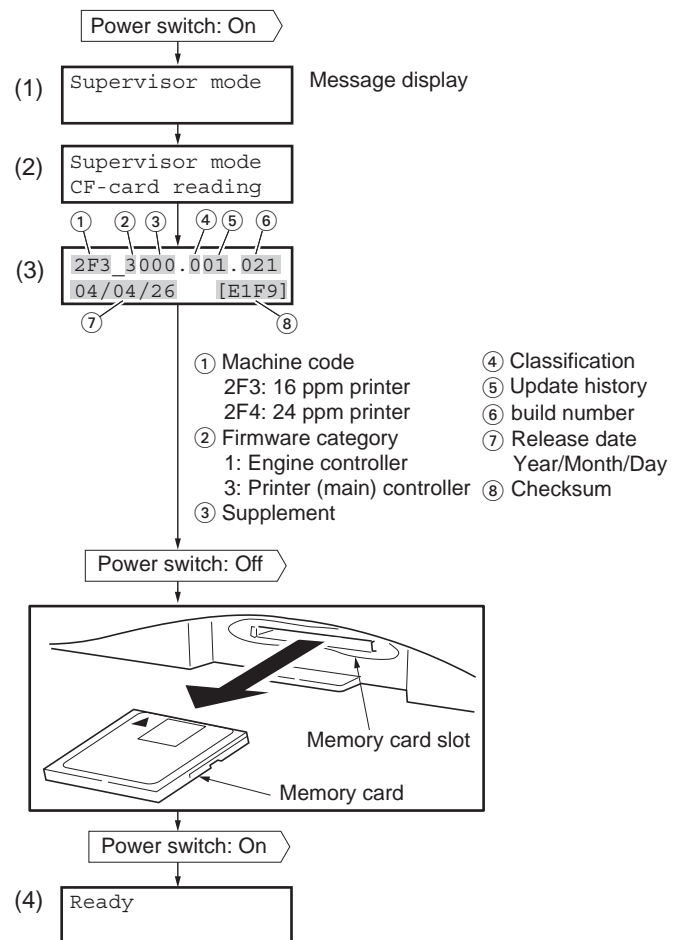 Power switch: On
(1)
Supervisor mode
Message display
(2)
Supervisor mode
CF-card reading
① ② ③ ④ ⑤ ⑥
(3)
2F3_3000.001.021
04/04/26 [E1F9]
⑦ ⑧
① Machine code
2F3: 16 ppm printer
2F4: 24 ppm printer
② Firmware category
1: Engine controller
3: Printer (main) controller
③ Supplement
④ Classification
⑤ Update history
⑥ build number
⑦ Release date
Year/Month/Day
⑧ Checksum
Power switch: Off
Memory card slot
Memory card
Power switch: On
(4)
Ready